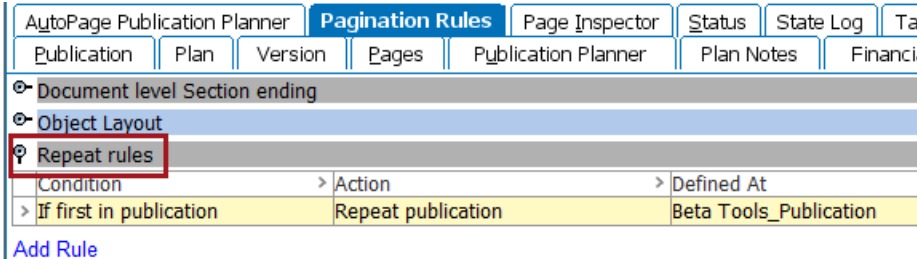 AutoPage Publication Planner Pagination Rules Page Inspector Status State Log
Publication Plan Version Pages Publication Planner Plan Notes
Document level Section ending
Object Layout
Repeat rules
Condition > Action > Defined At
> If first in publication Repeat publication Beta Tools_Publication
Add Rule